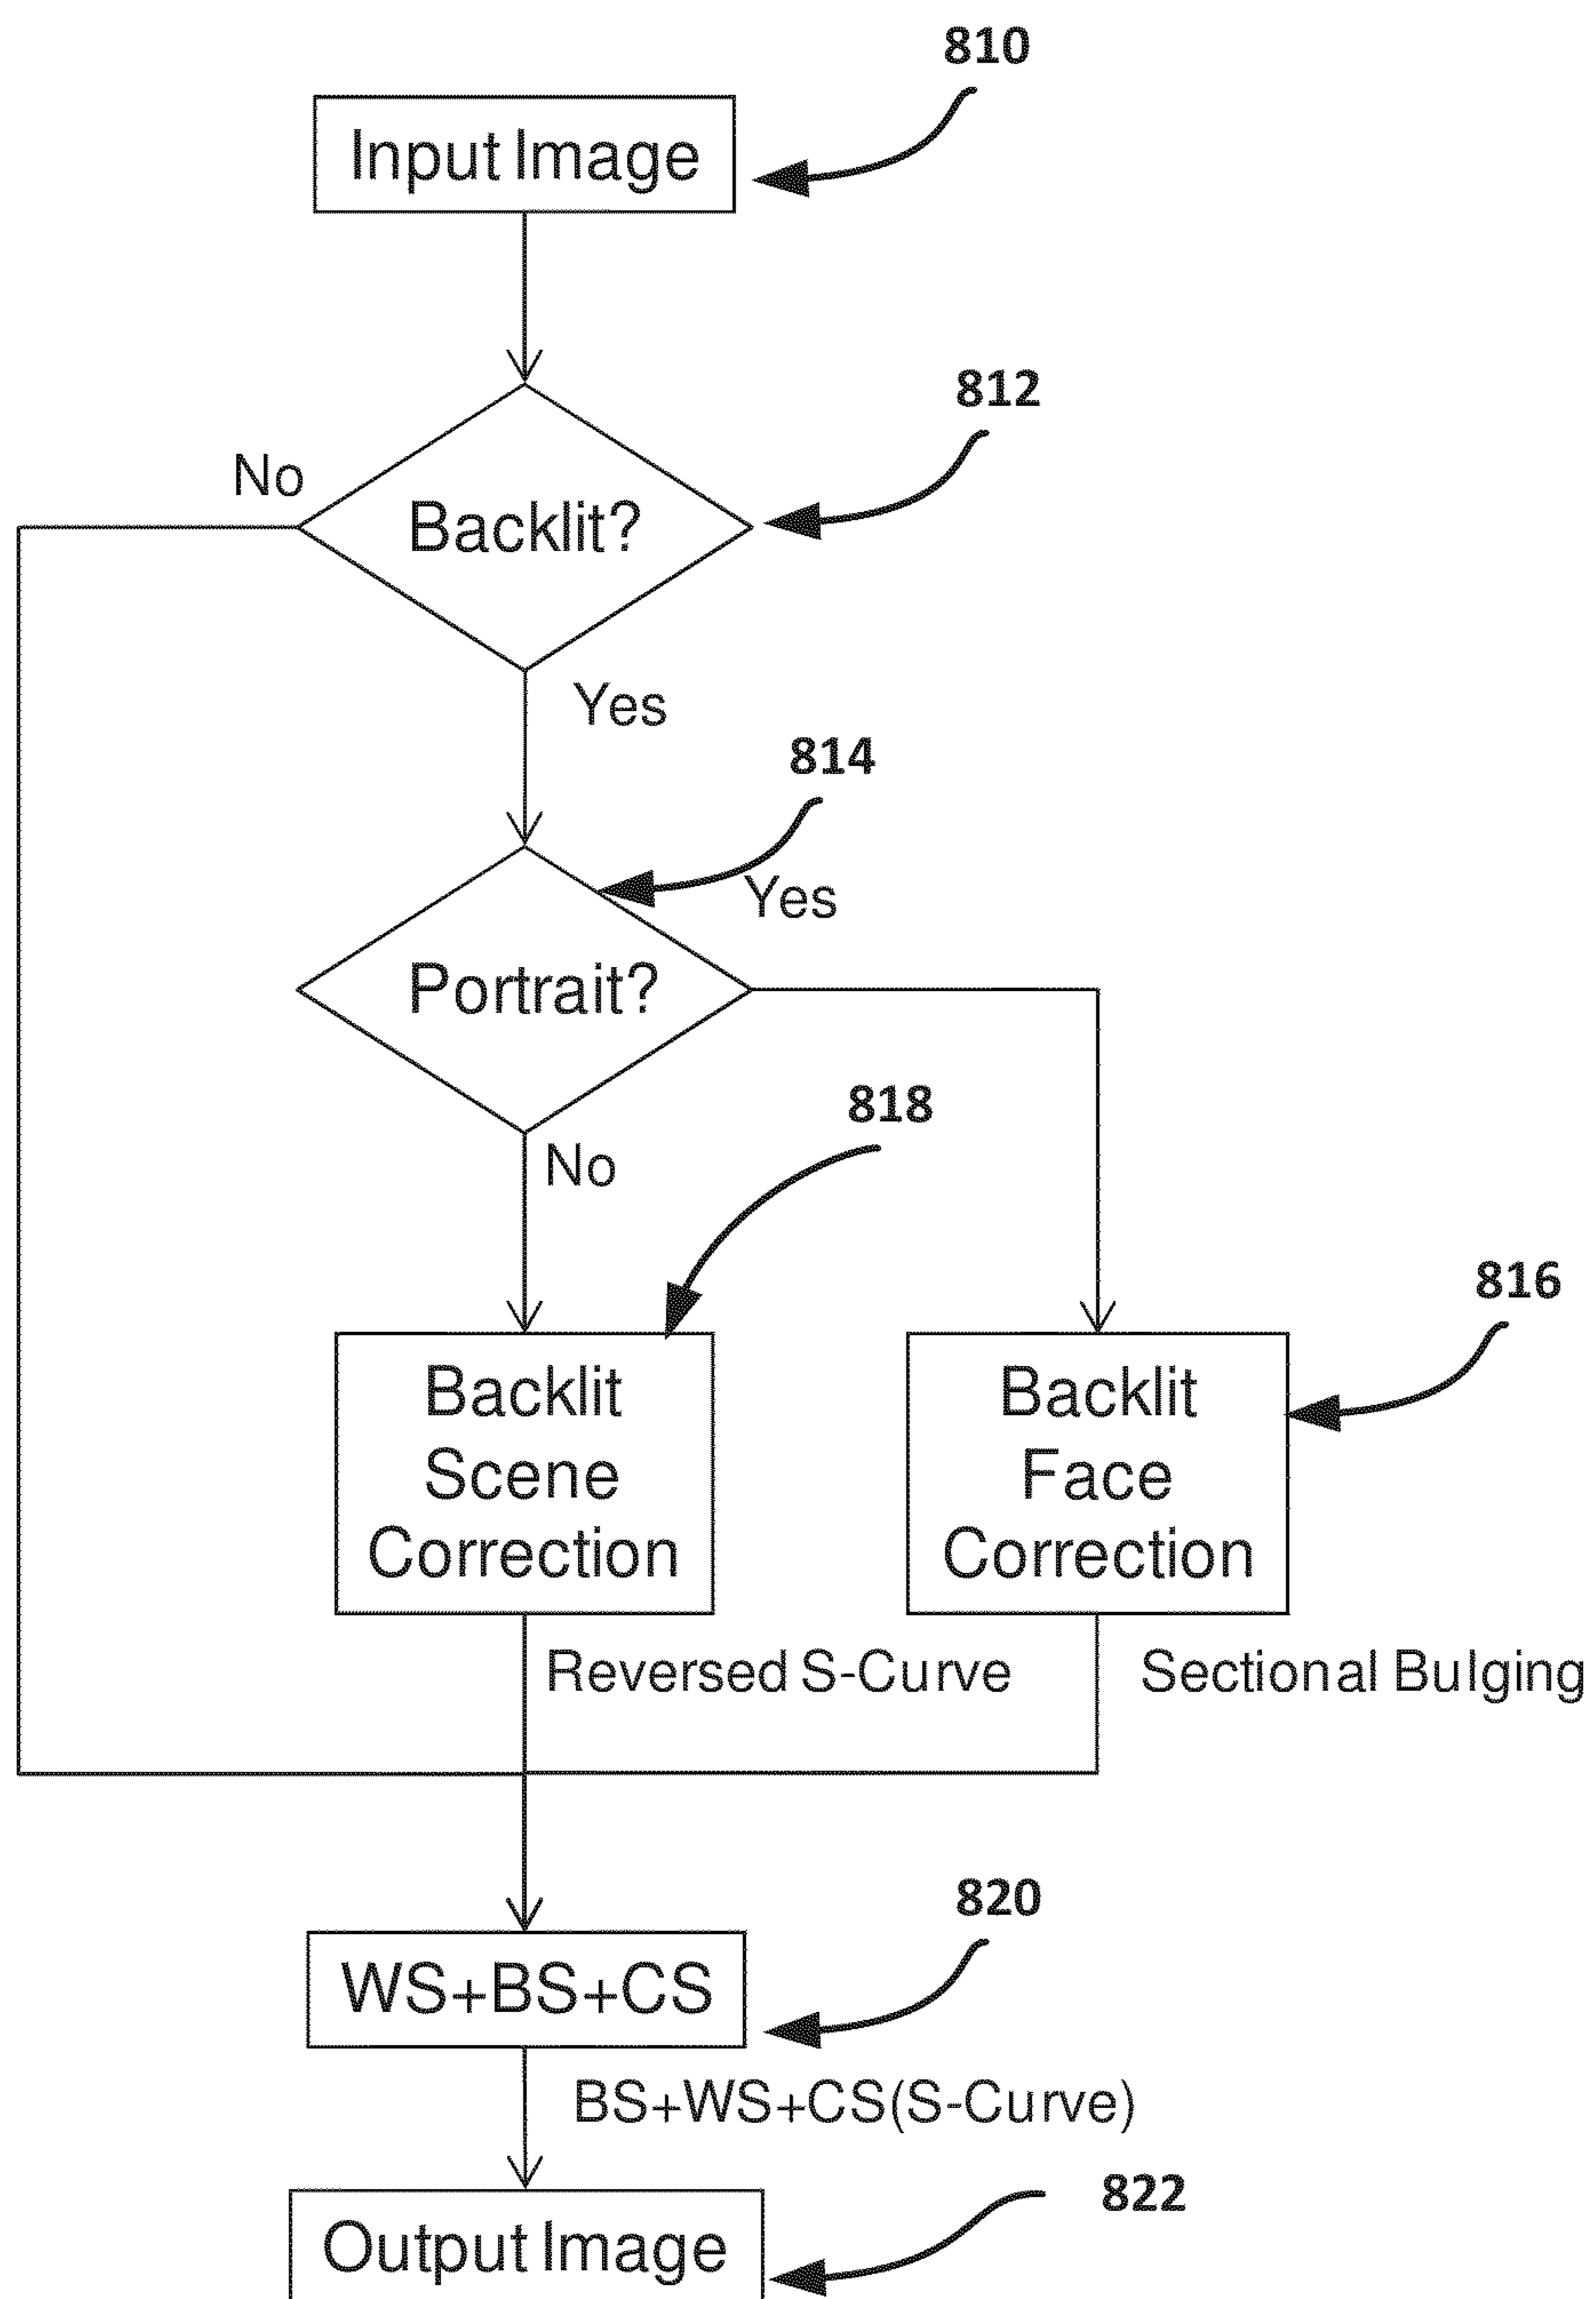 810
Input Image
812
No
Backlit?
Yes
814
Yes
Portrait?
818
No
816
Backlit
Scene
Correction
Backlit
Face
Correction
Reversed S-Curve
Sectional Bulging
820
WS+BS+CS
BS+WS+CS(S-Curve)
822
Output Image